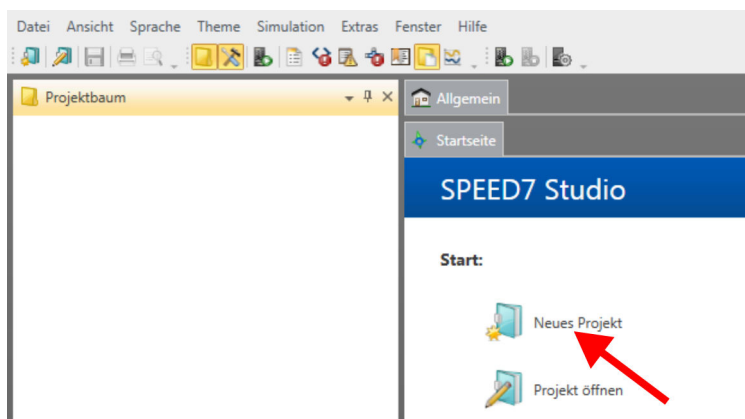 Datei Ansicht Sprache Theme Simulation Extras Fenster Hilfe
Projektbaum
Allgemein
Startseite
SPEED7 Studio
Start:
Neues Projekt
Projekt öffnen